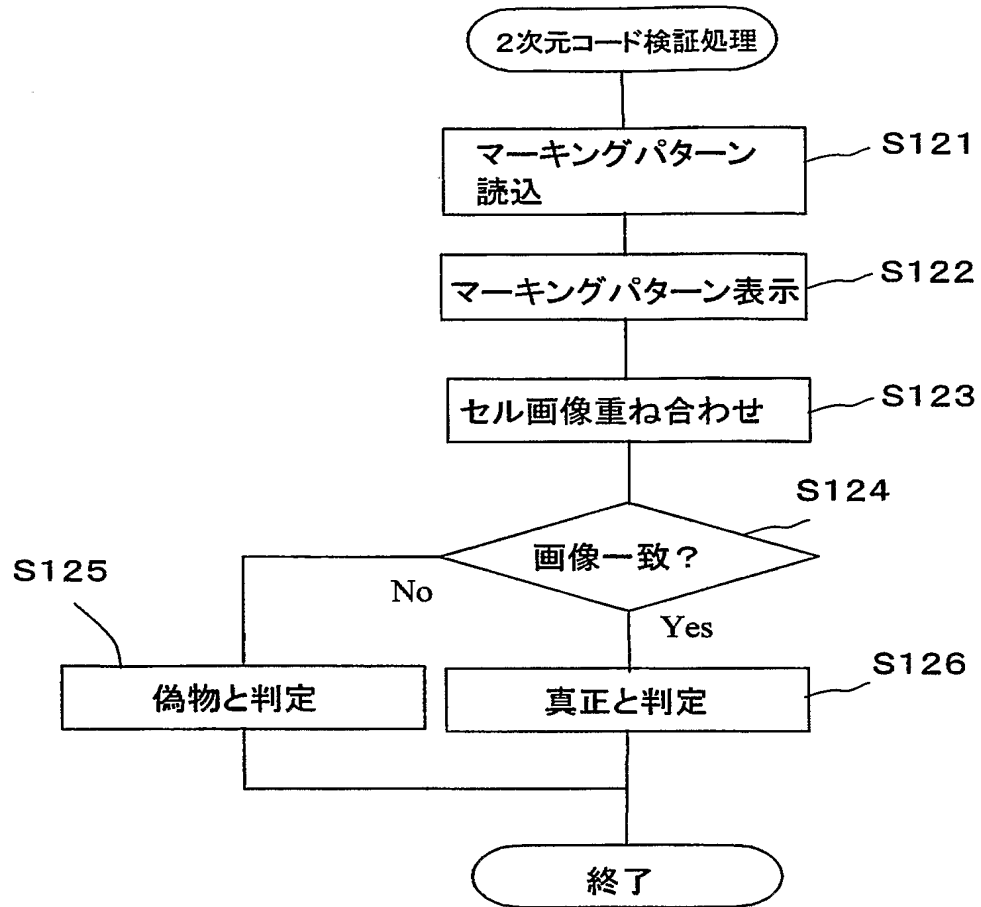 2次元コード検証処理
マーキングパターン
読込
S121
マーキングパターン表示
S122
セル画像重ね合わせ
S123
画像一致？
S124
No
Yes
S125
偽物と判定
真正と判定
S126
終了